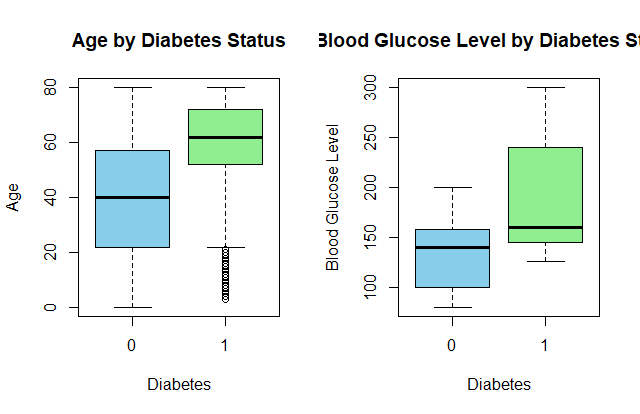 Age by Diabetes Status
Age
0
20
40
60
80
0
1
Diabetes
Blood Glucose Level by Diabetes St
Blood Glucose Level
100
150
200
250
300
0
1
Diabetes